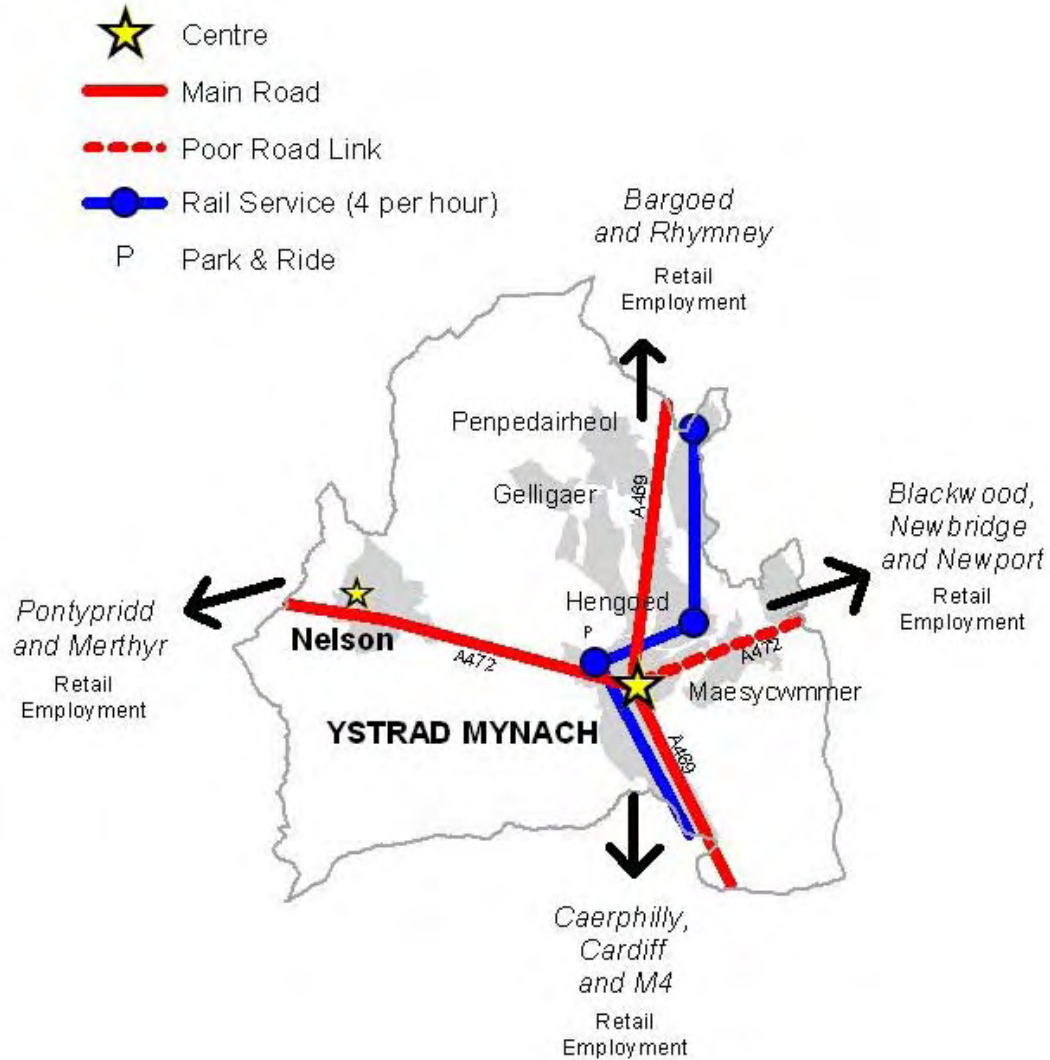 Centre
Main Road
Poor Road Link
Rail Service (4 per hour)
P Park & Ride
Bargoed
and Rhymney
Retail
Employment
Penpedairheol
A469
Gelligaer
Blackwood,
Newbridge
and Newport
Retail
Employment
Pontypridd
and Merthyr
Retail
Employment
Hengoed
P
Nelson
A472
A472
Maesycwmmer
YSTRAD MYNACH
A469
Caerphilly,
Cardiff
and M4
Retail
Employment